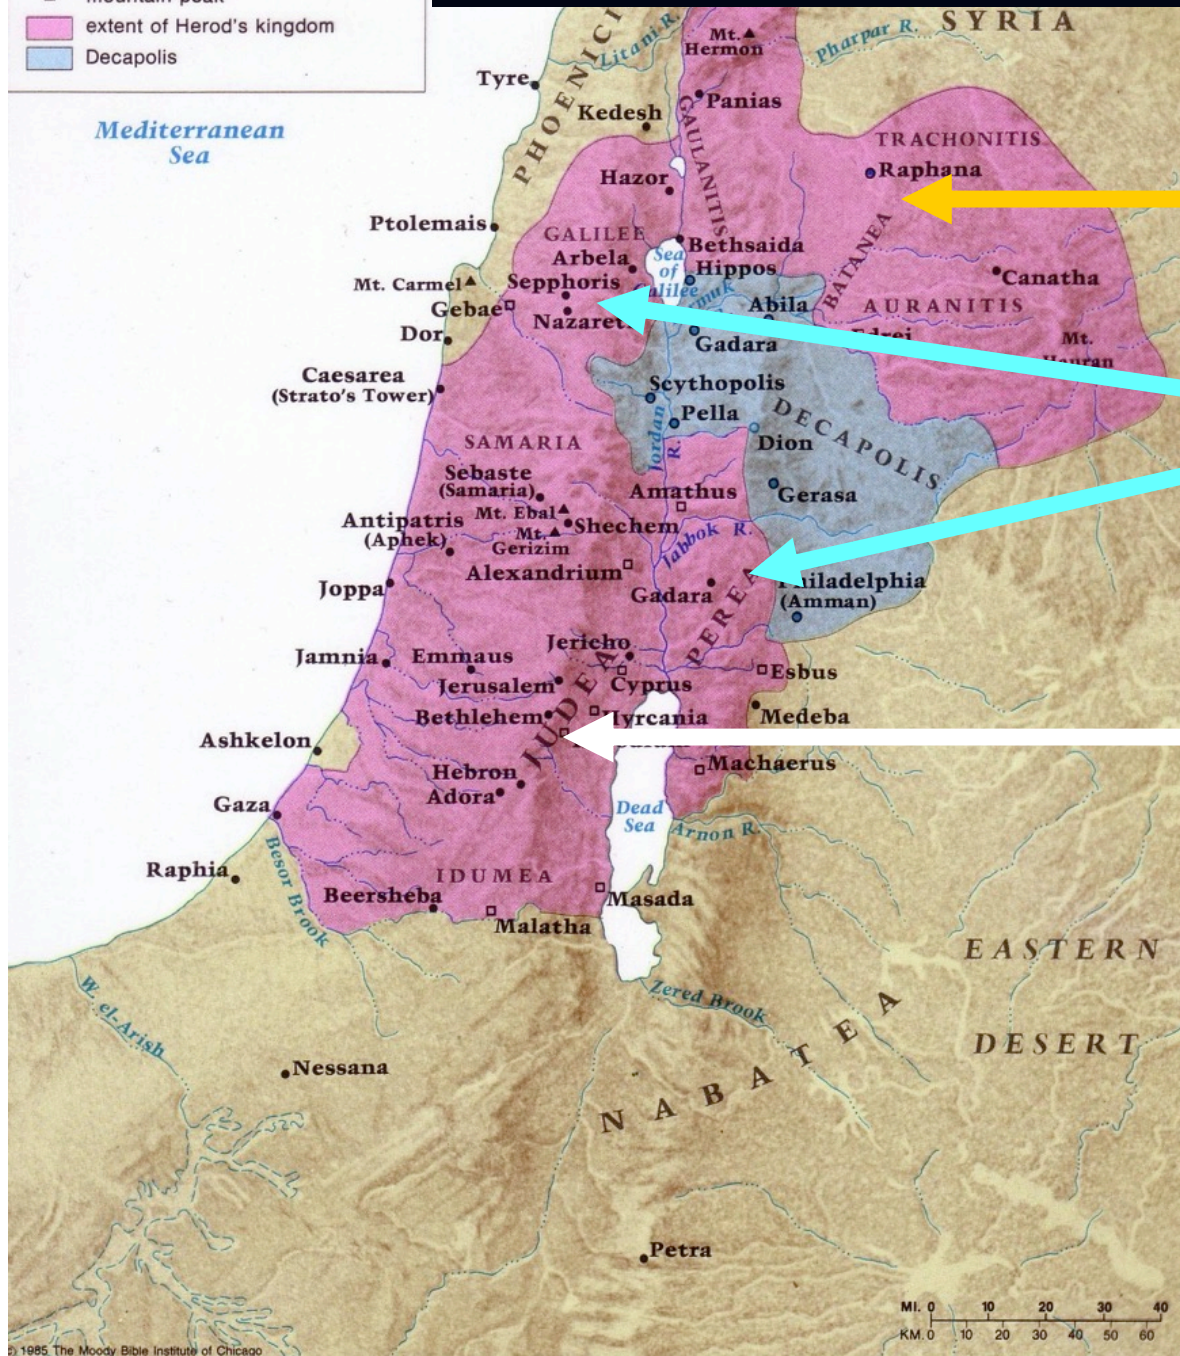 extent of Herod's kingdom
Decapolis
SYRIA
Mt.
Hermon
Litani R.
Pharpar R.
Tyre
Panias
Kedesh
Mediterranean
Sea
GAULANITIS
TRACHONITIS
Raphana
Hazor
Ptolemais
GALILEE
Bethsaida
BATANEA
Arbela
Sea
of
Hippos
Canatha
Mt. Carmel
Sepphoris
Gebae
Abila
AURANITIS
Dor
Gadara
Mt.
Caesarea
(Strato's Tower)
Scythopolis
Pella
DECAPOLIS
Jordan
R.
Dion
SAMARIA
Sebaste
(Samaria)
Amathus
Gerasa
Mt. Ebal
Antipatris
(Aphek)
Shechem
Mt.
Gerizim
Jabbok R.
Alexandrium
Joppa
Gadara
(Amman)
PEREA
Jericho
Jamnia
Emmaus
Esbus
Jerusalem
Cyprus
JUDEA
Bethlehem
Hyrcania
Medeba
Ashkelon
Machaerus
Hebron
Adora
Gaza
Dead
Sea
Arnon R.
Besor Brook
Raphia
IDUMEA
Beersheba
Masada
Malatha
EASTERN
DESERT
W. el-Arish
Zered Brook
Nessana
NABATEA
Petra
MI. 0 10 20 30 40
KM. 0 10 20 30 40 50 60
1985 The Moody Bible Institute of Chicago